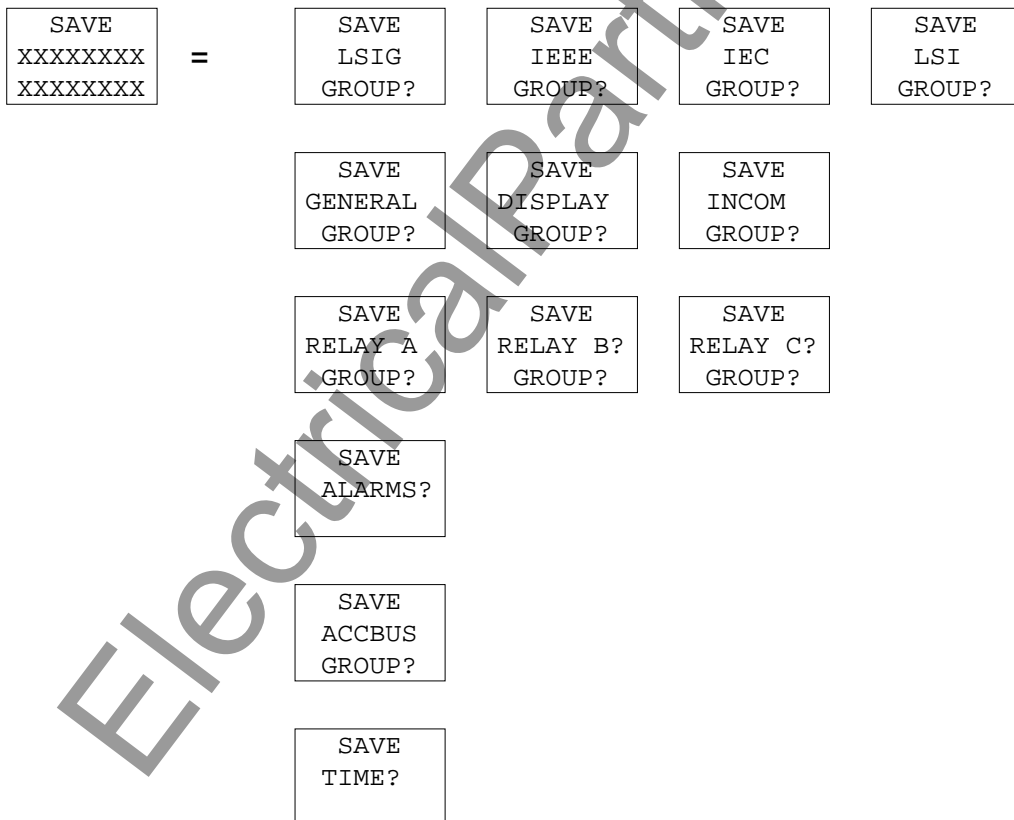 SAVE
XXXXXXXX
XXXXXXXX
=
SAVE
LSIG
GROUP?
SAVE
IEEE
GROUP?
SAVE
IEC
GROUP?
SAVE
LSI
GROUP?
SAVE
GENERAL
GROUP?
SAVE
DISPLAY
GROUP?
SAVE
INCOM
GROUP?
SAVE
RELAY A
GROUP?
SAVE
RELAY B?
GROUP?
SAVE
RELAY C?
GROUP?
SAVE
ALARMS?
SAVE
ACCBUS
GROUP?
SAVE
TIME?